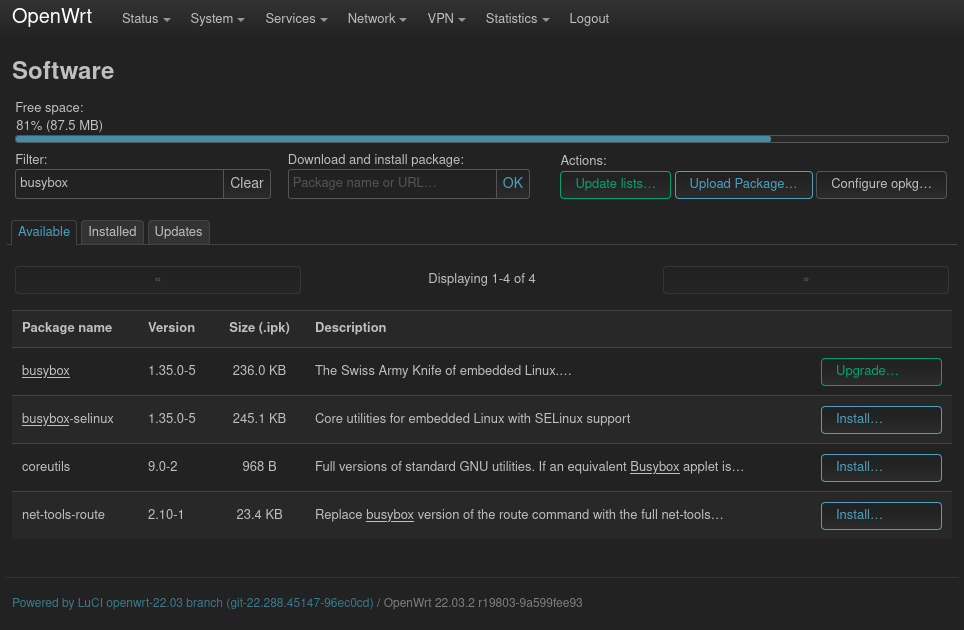 OpenWrt Status System Services Network VPN Statistics Logout
Software
Free space:
81% (87.5 MB)
Filter: Download and install package: Actions:
busybox Clear Package name or URL… OK Update lists… Upload Package… Configure opkg…
Available Installed Updates
« Displaying 1-4 of 4 »
Package name Version Size (.ipk) Description
busybox 1.35.0-5 236.0 KB The Swiss Army Knife of embedded Linux.… Upgrade…
busybox-selinux 1.35.0-5 245.1 KB Core utilities for embedded Linux with SELinux support Install…
coreutils 9.0-2 968 B Full versions of standard GNU utilities. If an equivalent Busybox applet is… Install…
net-tools-route 2.10-1 23.4 KB Replace busybox version of the route command with the full net-tools… Install…
Powered by LuCI openwrt-22.03 branch (git-22.288.45147-96ec0cd) / OpenWrt 22.03.2 r19803-9a599fee93